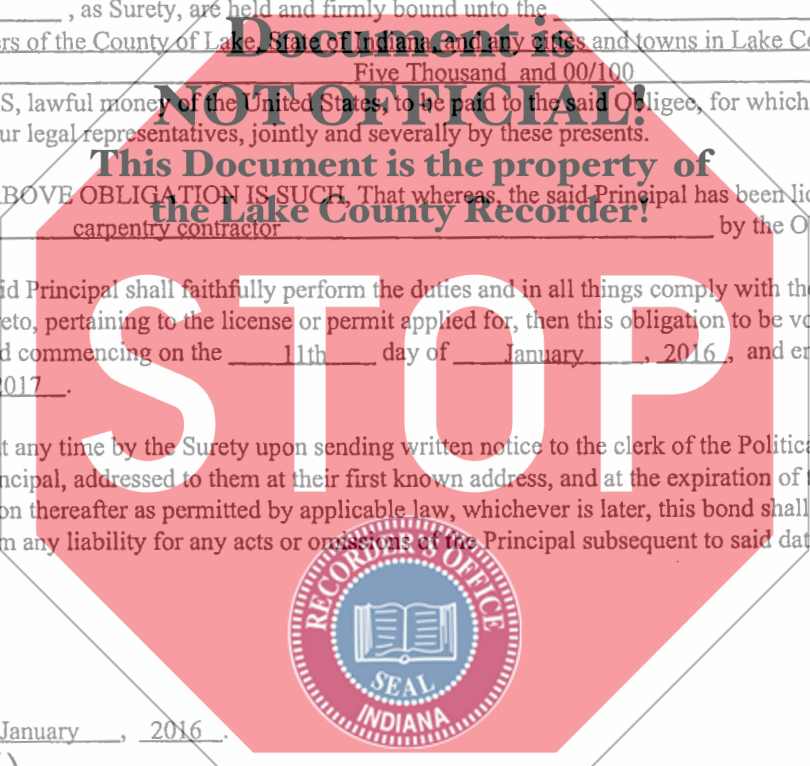 , as Surety, are held and firmly bound unto the
Document is
ers of the County of Lake, State of Indiana, and any cities and towns in Lake Co
Five Thousand and 00/100
NOT OFFICIAL!
S, lawful money of the United States, to be paid to the said Obligee, for which
ur legal representatives, jointly and severally by these presents.
This Document is the property of
the Lake County Recorder!
ABOVE OBLIGATION IS SUCH, That whereas, the said Principal has been lic
carpentry contractor by the O
id Principal shall faithfully perform the duties and in all things comply with the
reto, pertaining to the license or permit applied for, then this obligation to be vo
d commencing on the 11th day of January , 2016 , and en
2017 .
STOP
t any time by the Surety upon sending written notice to the clerk of the Politica
ncipal, addressed to them at their first known address, and at the expiration of
on thereafter as permitted by applicable law, whichever is later, this bond shall
m any liability for any acts or omissions of the Principal subsequent to said dat
RECORDER'S OFFICE
SEAL
INDIANA
January , 2016 .